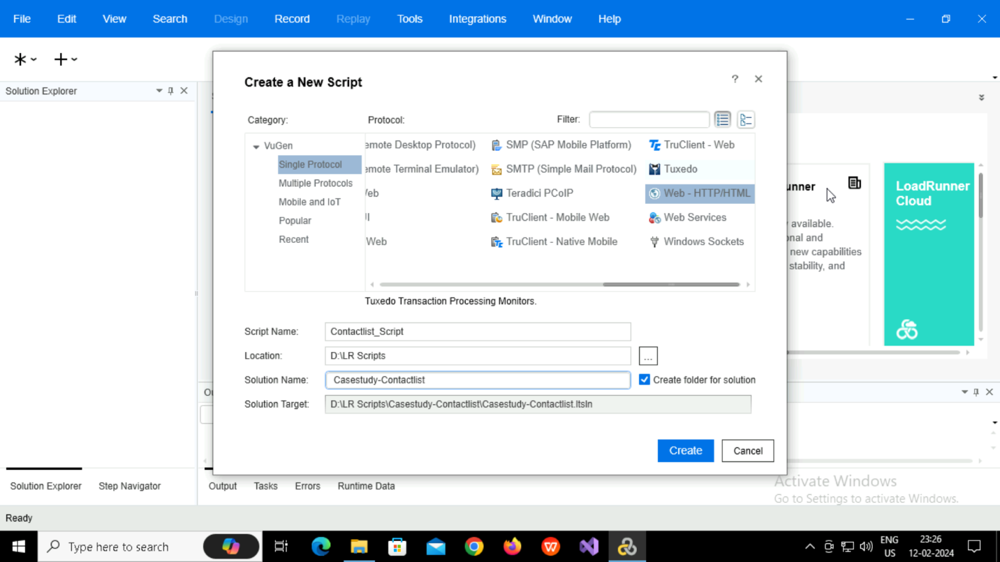 File Edit View Search Design Record Replay Tools Integrations Window Help
Solution Explorer
Create a New Script
?
Category:
Protocol:
Filter:
VuGen
Single Protocol
Multiple Protocols
Mobile and IoT
Popular
Recent
emote Desktop Protocol)
SMP (SAP Mobile Platform)
TruClient - Web
emote Terminal Emulator)
SMTP (Simple Mail Protocol)
Tuxedo
Teradici PCoIP
Web - HTTP/HTML
TruClient - Mobile Web
Web Services
Web
TruClient - Native Mobile
Windows Sockets
Tuxedo Transaction Processing Monitors.
Script Name:
Contactlist_Script
Location:
D:\LR Scripts
...
Solution Name:
Casestudy-Contactlist
Create folder for solution
Solution Target:
D:\LR Scripts\Casestudy-Contactlist\Casestudy-Contactlist.ltsln
Create
Cancel
unner
available.
onal and
new capabilities
stability, and
LoadRunner
Cloud
Ou
Solution Explorer
Step Navigator
Output
Tasks
Errors
Runtime Data
Activate Windows
Go to Settings to activate Windows.
Ready
Type here to search
ENG
US
23:26
12-02-2024